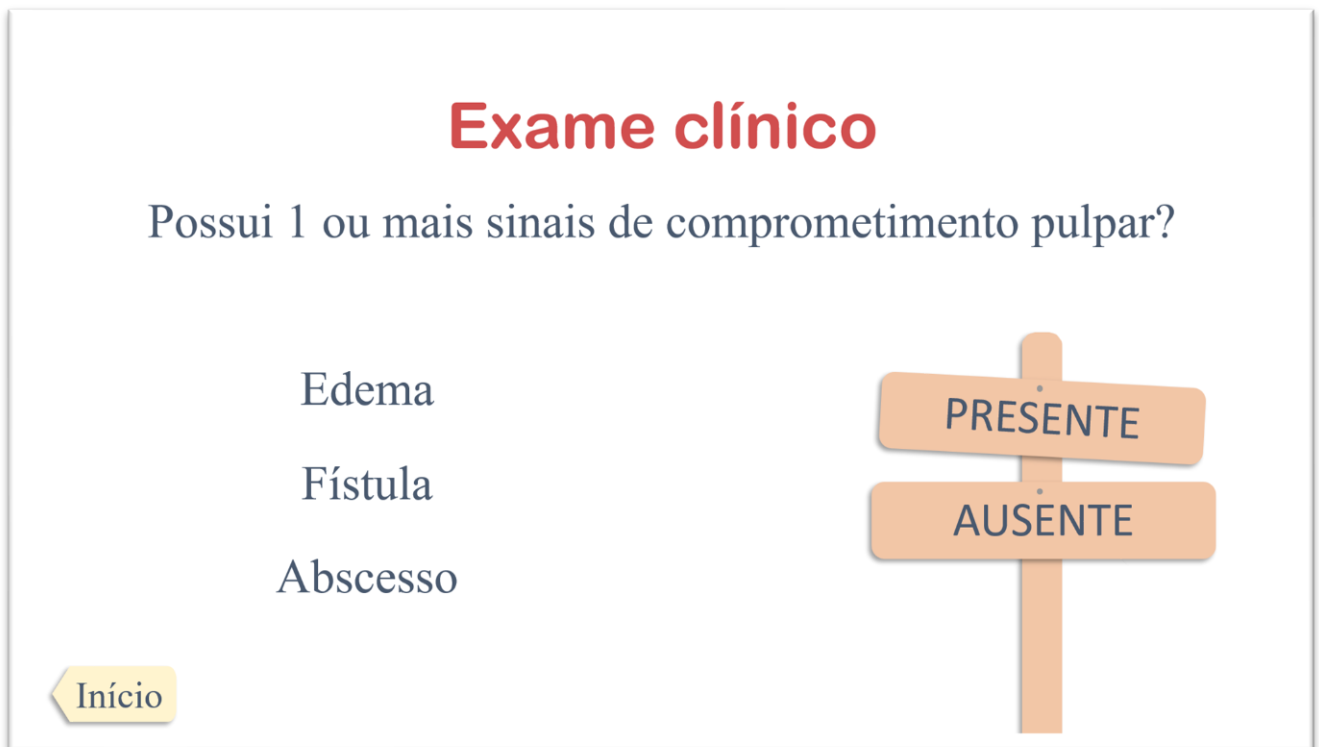 Exame clínico
Possui 1 ou mais sinais de comprometimento pulpar?
Edema
Fístula
Abscesso
PRESENTE
AUSENTE
Início